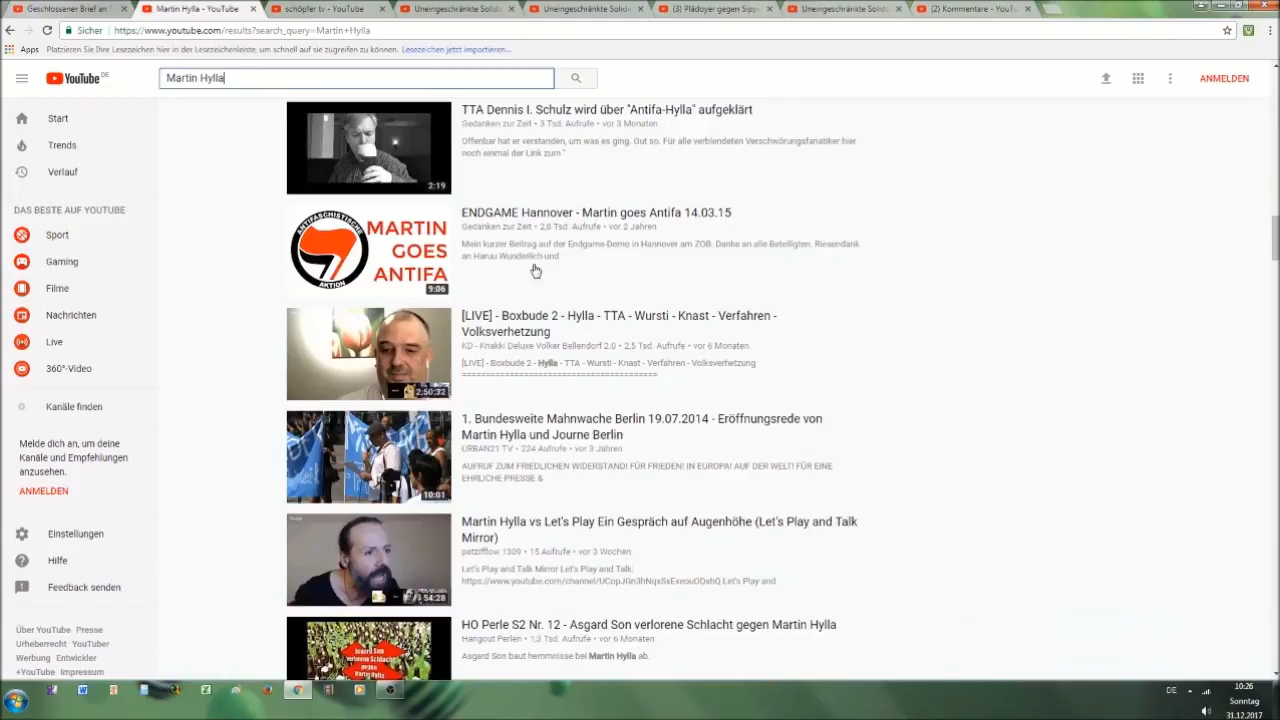 Geschlossener Brief an
Martin Hylla - YouTube
schöpfer tv - YouTube
Uneingeschränkte Solida
Uneingeschränkte Solida
(3) Plädoyer gegen Sipp
Uneingeschränkte Solida
(2) Kommentare - YouTu
Sicher
https://www.youtube.com/results?search_query=Martin+Hylla
Apps
Platzieren Sie Ihre Lesezeichen hier in der Lesezeichenleiste, um schnell auf sie zugreifen zu können.
Lesezeichen jetzt importieren...
YouTube DE
Martin Hylla
ANMELDEN
Start
Trends
Verlauf
DAS BESTE AUF YOUTUBE
Sport
Gaming
Filme
Nachrichten
Live
360°-Video
Kanäle finden
Melde dich an, um deine
Kanäle und Empfehlungen
anzusehen.
ANMELDEN
Einstellungen
Hilfe
Feedback senden
Über YouTube Presse
Urheberrecht YouTuber
Werbung Entwickler
+YouTube Impressum
2:19
TTA Dennis I. Schulz wird über "Antifa-Hylla" aufgeklärt
Gedanken zur Zeit • 3 Tsd. Aufrufe • vor 3 Monaten
Offenbar hat er verstanden, um was es ging. Gut so. Für alle verblendeten Verschwörungsfanatiker hier
noch einmal der Link zum "
ANTIFASCHISTISCHE
AKTION
MARTIN
GOES
ANTIFA
9:06
ENDGAME Hannover - Martin goes Antifa 14.03.15
Gedanken zur Zeit • 2,8 Tsd. Aufrufe • vor 2 Jahren
Mein kurzer Beitrag auf der Endgame-Demo in Hannover am ZOB. Danke an alle Beteiligten. Riesendank
an Haruu Wunderlich und
2:50:32
[LIVE] - Boxbude 2 - Hylla - TTA - Wursti - Knast - Verfahren -
Volksverhetzung
KD - Knakki Deluxe Volker Bellendorf 2.0 • 2,5 Tsd. Aufrufe • vor 6 Monaten
[LIVE] - Boxbude 2 - Hylla - TTA - Wursti - Knast - Verfahren - Volksverhetzung
10:01
1. Bundesweite Mahnwache Berlin 19.07.2014 - Eröffnungsrede von
Martin Hylla und Journe Berlin
URBAN21 TV • 224 Aufrufe • vor 3 Jahren
AUFRUF ZUM FRIEDLICHEN WIDERSTAND! FÜR FRIEDEN! IN EUROPA! AUF DER WELT! FÜR EINE
EHRLICHE PRESSE &
54:28
Martin Hylla vs Let's Play Ein Gespräch auf Augenhöhe (Let's Play and Talk
Mirror)
patzifflow 1309 • 15 Aufrufe • vor 3 Wochen
Let's Play and Talk Mirror Let's Play and Talk:
https://www.youtube.com/channel/UCopJGn3hNqxSxExeouODxhQ Let's Play and
Asgard Son
verlorene Schlacht
gegen
Martin Hylla
HO Perle S2 Nr. 12 - Asgard Son verlorene Schlacht gegen Martin Hylla
Hangout Perlen • 1,3 Tsd. Aufrufe • vor 6 Monaten
Asgard Son baut hemmnisse bei Martin Hylla ab.
DE
10:26
Sonntag
31.12.2017